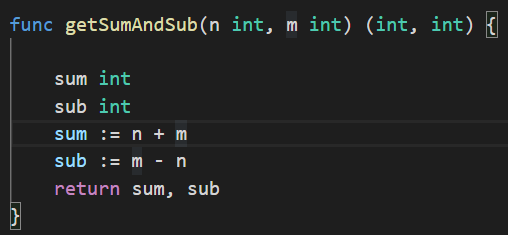 func getSumAndSub(n int, m int) (int, int) {
sum int
sub int
sum := n + m
sub := m - n
return sum, sub
}